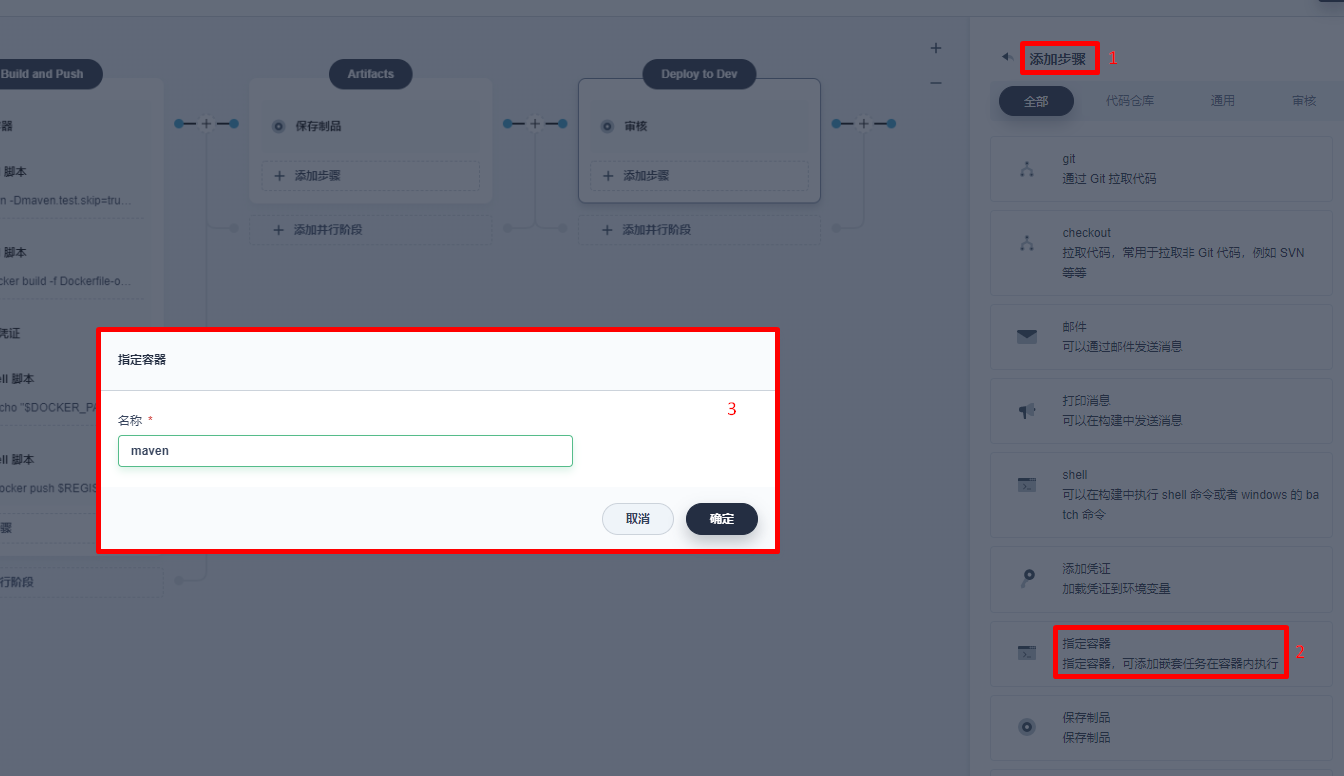 Build and Push
器
脚本
n -Dmaven.test.skip=tru...
脚本
cker build -f Dockerfile-o...
凭证
ell 脚本
cho "$DOCKER_PA
ell 脚本
ocker push $REGIS
骤
行阶段
Artifacts
保存制品
添加步骤
添加并行阶段
Deploy to Dev
审核
添加步骤
添加并行阶段
指定容器
3
名称 *
maven
取消
确定
添加步骤 1
全部
代码仓库
通用
审核
git
通过 Git 拉取代码
checkout
拉取代码，常用于拉取非 Git 代码，例如 SVN
等等
邮件
可以通过邮件发送消息
打印消息
可以在构建中发送消息
shell
可以在构建中执行 shell 命令或者 windows 的 ba
tch 命令
添加凭证
加载凭证到环境变量
指定容器
指定容器，可添加嵌套任务在容器内执行
2
保存制品
保存制品